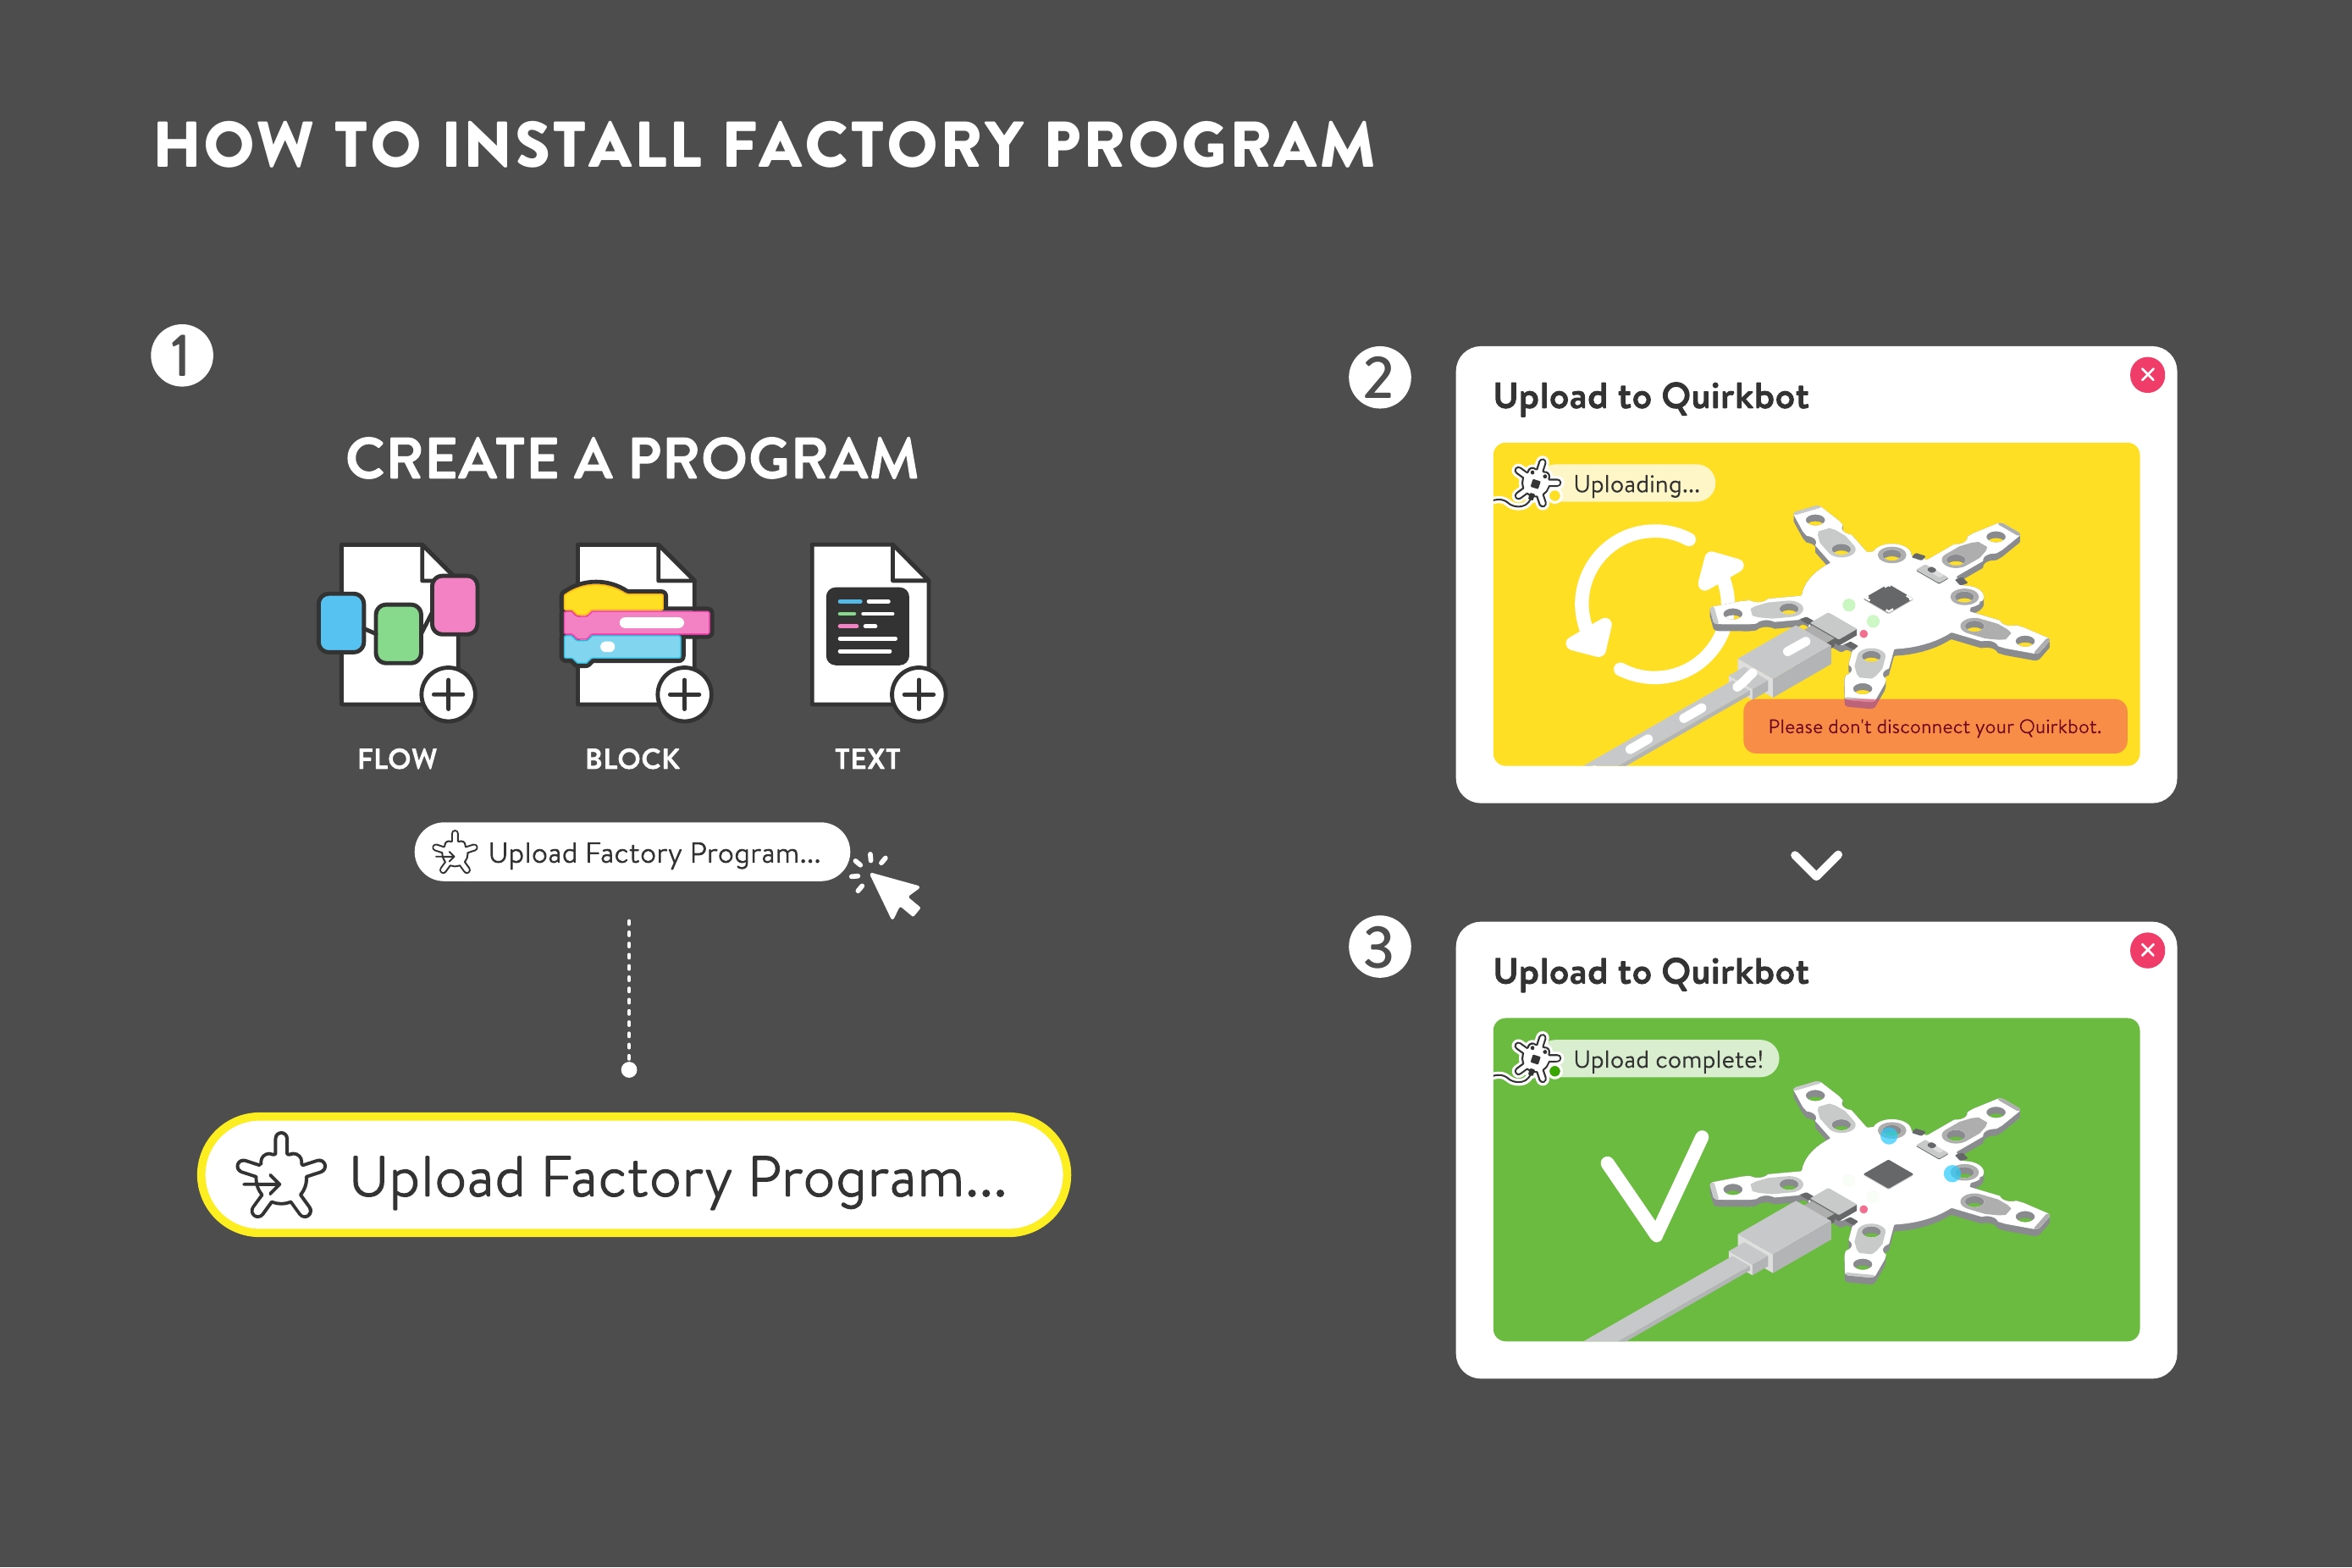 HOW TO INSTALL FACTORY PROGRAM
1
CREATE A PROGRAM
FLOW
BLOCK
TEXT
Upload Factory Program...
Upload Factory Program...
2
Upload to Quirkbot
Uploading...
Please don't disconnect your Quirkbot.
3
Upload to Quirkbot
Upload complete!